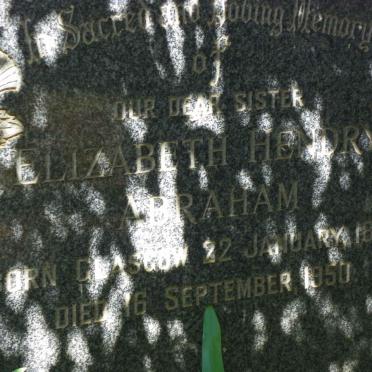 In Sacred and Loving Memory
of
OUR DEAR SISTER
ELIZABETH HENDRY
ABRAHAM
BORN GLASGOW 22 JANUARY 18
DIED 16 SEPTEMBER 1950